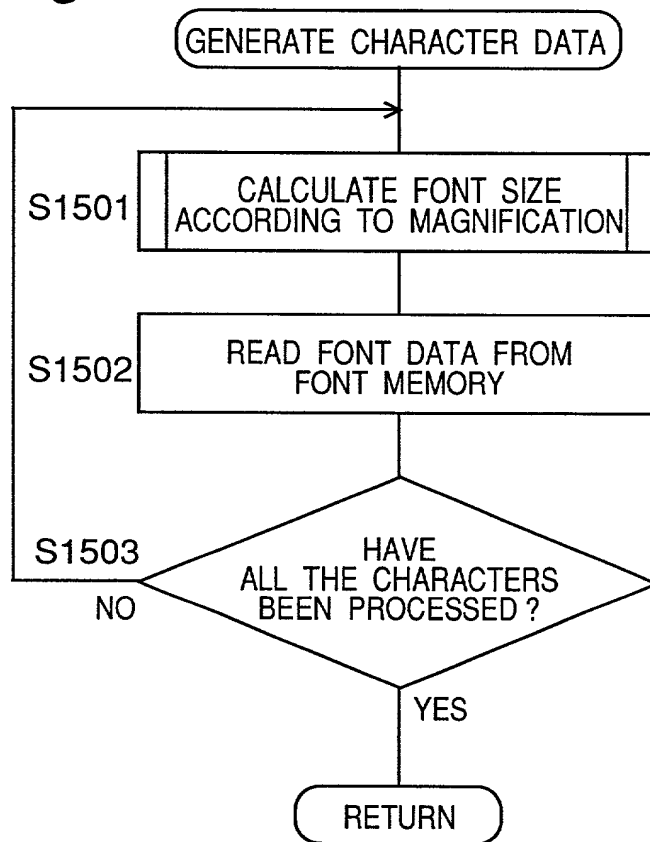 GENERATE CHARACTER DATA
S1501
CALCULATE FONT SIZE
ACCORDING TO MAGNIFICATION
S1502
READ FONT DATA FROM
FONT MEMORY
S1503
HAVE
ALL THE CHARACTERS
BEEN PROCESSED?
NO
YES
RETURN